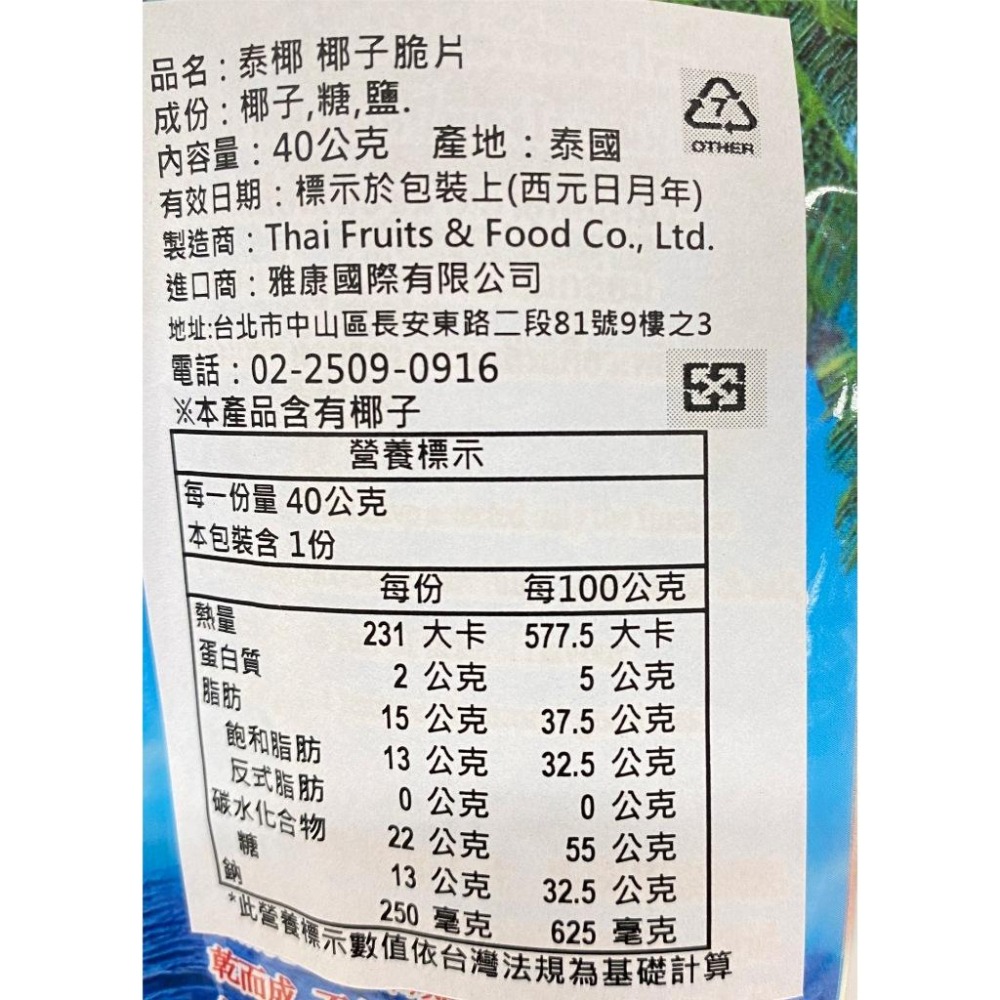 品名：泰椰 椰子脆片
成份：椰子,糖,鹽.
內容量：40公克 產地：泰國
有效日期：標示於包裝上(西元日月年)
製造商：Thai Fruits & Food Co., Ltd.
進口商：雅康國際有限公司
地址:台北市中山區長安東路二段81號9樓之3
電話：02-2509-0916
※本產品含有椰子
7
OTHER
營養標示
每一份量 40公克
本包裝含 1份
每份 每100公克
熱量 231 大卡 577.5 大卡
蛋白質 2 公克 5 公克
脂肪 15 公克 37.5 公克
飽和脂肪 13 公克 32.5 公克
反式脂肪 0 公克 0 公克
碳水化合物 22 公克 55 公克
糖 13 公克 32.5 公克
鈉 250 毫克 625 毫克
*此營養標示數值依台灣法規為基礎計算
乾而成